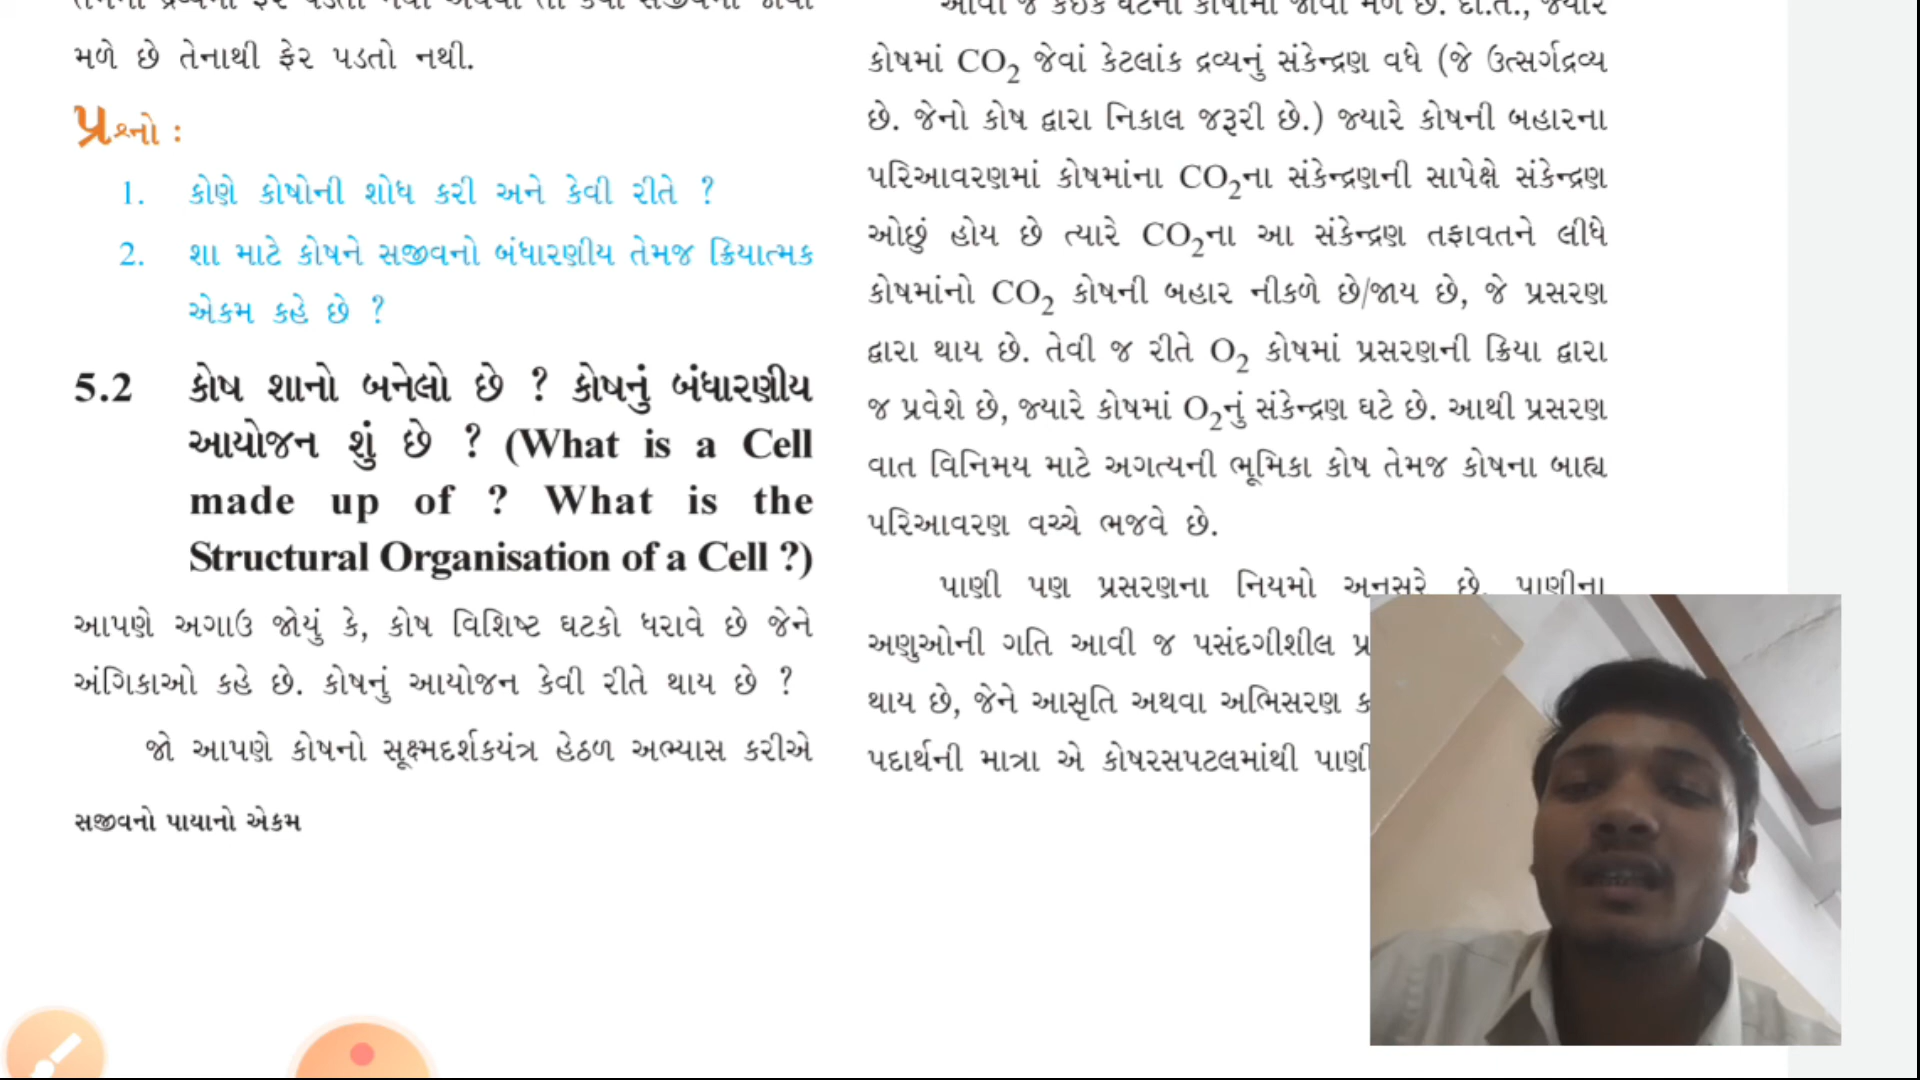 મળે છે તેનાથી ફેર પડતો નથી.
પ્રશ્નો :
1. કોણે કોષોની શોધ કરી અને કેવી રીતે ?
2. શા માટે કોષને સજીવનો બંધારણીય તેમજ ક્રિયાત્મક
એકમ કહે છે ?
5.2 કોષ શાનો બનેલો છે ? કોષનું બંધારણીય
આયોજન શું છે ? (What is a Cell
made up of ? What is the
Structural Organisation of a Cell ?)
આપણે અગાઉ જોયું કે, કોષ વિશિષ્ટ ઘટકો ધરાવે છે જેને
અંગિકાઓ કહે છે. કોષનું આયોજન કેવી રીતે થાય છે ?
જો આપણે કોષનો સૂક્ષ્મદર્શકયંત્ર હેઠળ અભ્યાસ કરીએ
સજીવનો પાયાનો એકમ
આવી જ કંઈક ઘટના કોષોમાં જોવા મળે છે. દા.ત., જ્યારે
કોષમાં CO₂ જેવાં કેટલાંક દ્રવ્યનું સંકેન્દ્રણ વધે (જે ઉત્સર્ગદ્રવ્ય
છે. જેનો કોષ દ્વારા નિકાલ જરૂરી છે.) જ્યારે કોષની બહારના
પરિઆવરણમાં કોષમાંના CO₂ના સંકેન્દ્રણની સાપેક્ષે સંકેન્દ્રણ
ઓછું હોય છે ત્યારે CO₂ના આ સંકેન્દ્રણ તફાવતને લીધે
કોષમાંનો CO₂ કોષની બહાર નીકળે છે/જાય છે, જે પ્રસરણ
દ્વારા થાય છે. તેવી જ રીતે O₂ કોષમાં પ્રસરણની ક્રિયા દ્વારા
જ પ્રવેશે છે, જ્યારે કોષમાં O₂નું સંકેન્દ્રણ ઘટે છે. આથી પ્રસરણ
વાત વિનિમય માટે અગત્યની ભૂમિકા કોષ તેમજ કોષના બાહ્ય
પરિઆવરણ વચ્ચે ભજવે છે.
પાણી પણ પ્રસરણના નિયમો અનુસરે છે. પાણીના
અણુઓની ગતિ આવી જ પસંદગીશીલ
થાય છે, જેને આસૃતિ અથવા અભિસરણ
પદાર્થની માત્રા એ કોષરસપટલમાંથી પાણી